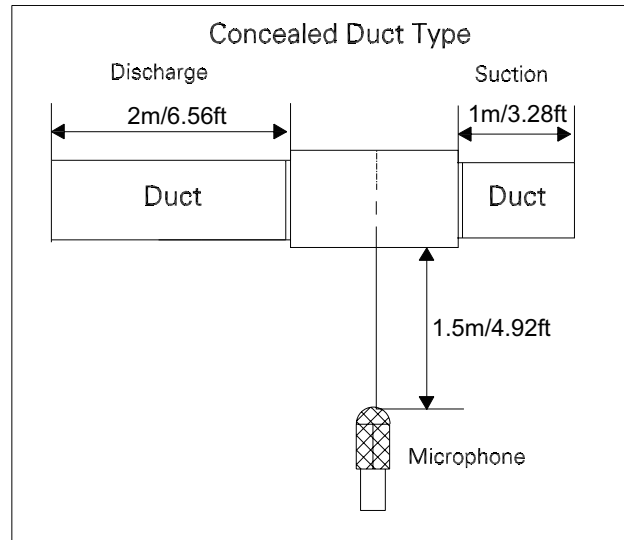 Concealed Duct Type
Discharge
Suction
2m/6.56ft
1m/3.28ft
Duct
Duct
1.5m/4.92ft
Microphone